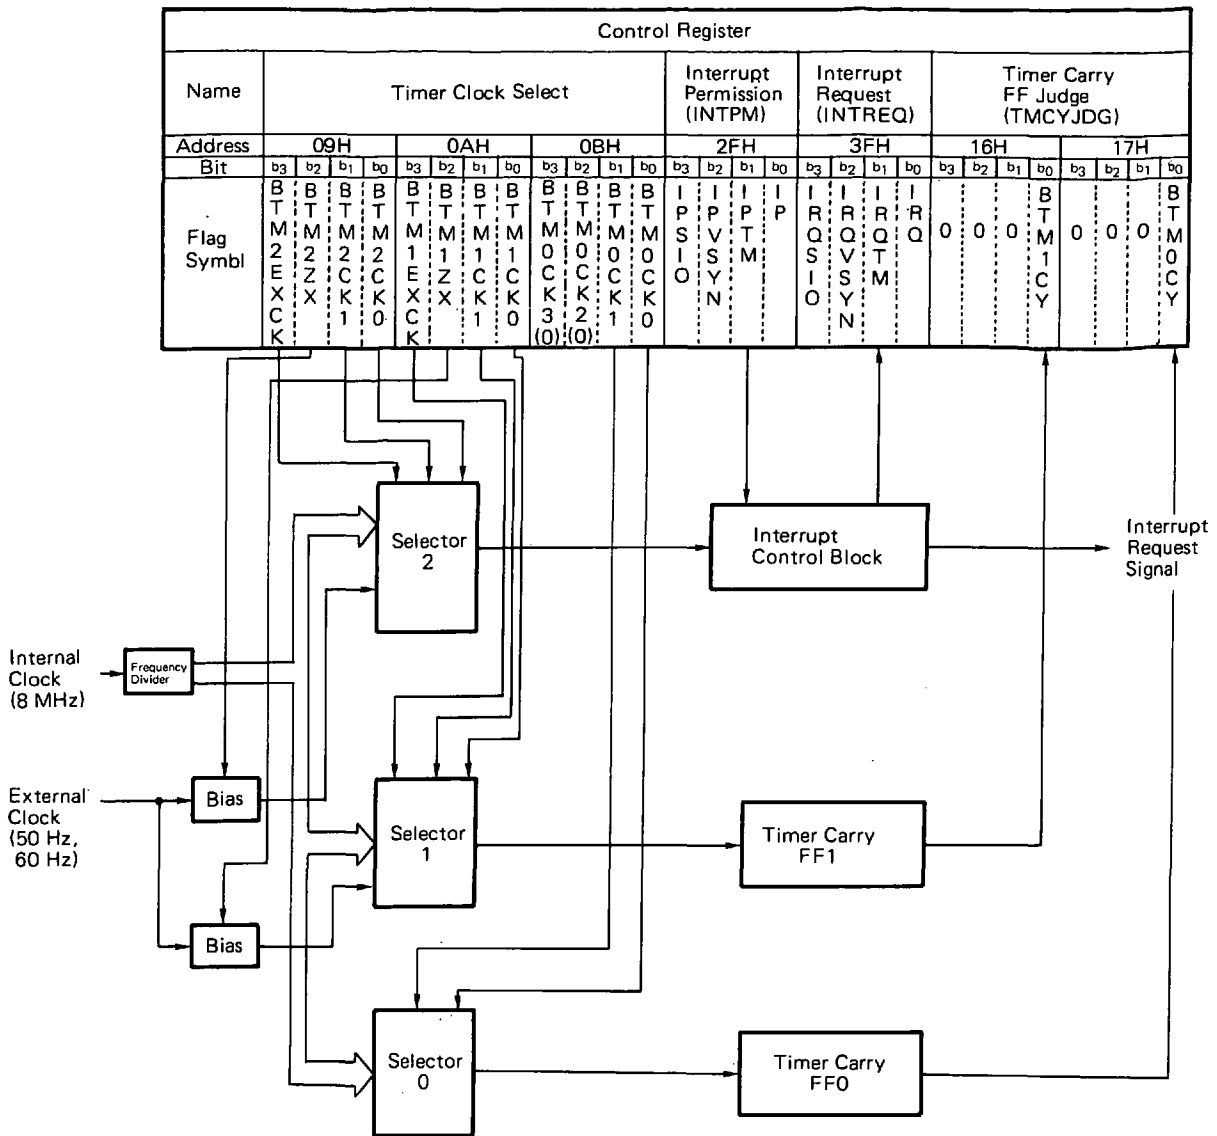 Control Register
Name
Timer Clock Select
Interrupt
Permission
(INTPM)
Interrupt
Request
(INTREQ)
Timer Carry
FF Judge
(TMCYJDG)
Address
09H
0AH
0BH
2FH
3FH
16H
17H
Bit
b3 b2 b1 b0 b3 b2 b1 b0 b3 b2 b1 b0 b3 b2 b1 b0 b3 b2 b1 b0 b3 b2 b1 b0 b3 b2 b1 b0
Flag
Symbl
BTM2EXCK
BTM2ZX
BTM2CK1
BTM2CK0
BTM1EXCK
BTM1ZX
BTM1CK1
BTM1CK0
BTM0CK3(0)
BTM0CK2(0)
BTM0CK1
BTM0CK0
IPSIO
IPVSYN
IPTM
IP
IRQSIO
IRQVSYN
IRQTM
IRQ
0
0
0
BTM1CY
0
0
0
BTM0CY
Selector
2
Interrupt
Control Block
Interrupt
Request
Signal
Internal
Clock
(8 MHz)
Frequency
Divider
External
Clock
(50 Hz,
60 Hz)
Bias
Selector
1
Timer Carry
FF1
Bias
Selector
0
Timer Carry
FF0